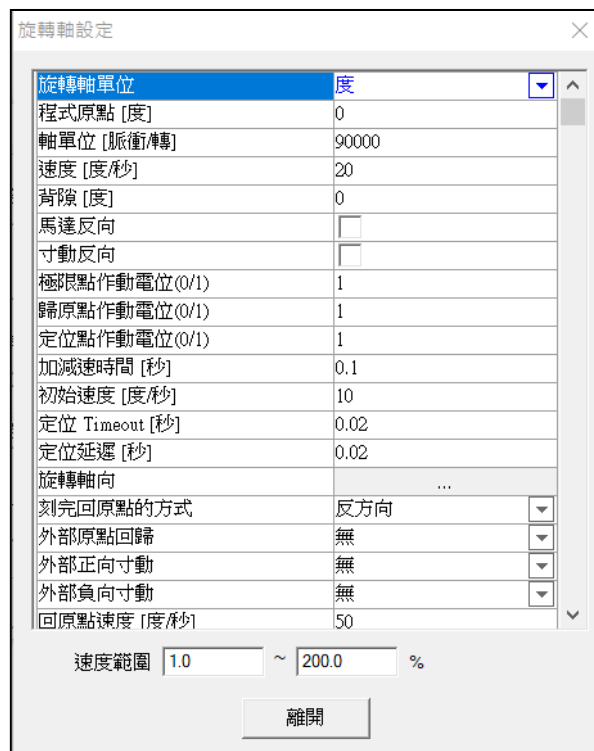 旋轉軸設定
旋轉軸單位 度
程式原點 [度] 0
軸單位 [脈衝/轉] 90000
速度 [度/秒] 20
背隙 [度] 0
馬達反向
寸動反向
極限點作動電位(0/1) 1
歸原點作動電位(0/1) 1
定位點作動電位(0/1) 1
加減速時間 [秒] 0.1
初始速度 [度/秒] 10
定位 Timeout [秒] 0.02
定位延遲 [秒] 0.02
旋轉軸向 ...
刻完回原點的方式 反方向
外部原點回歸 無
外部正向寸動 無
外部負向寸動 無
回原點速度 [度/秒] 50
速度範圍 1.0 ~ 200.0 %
離開